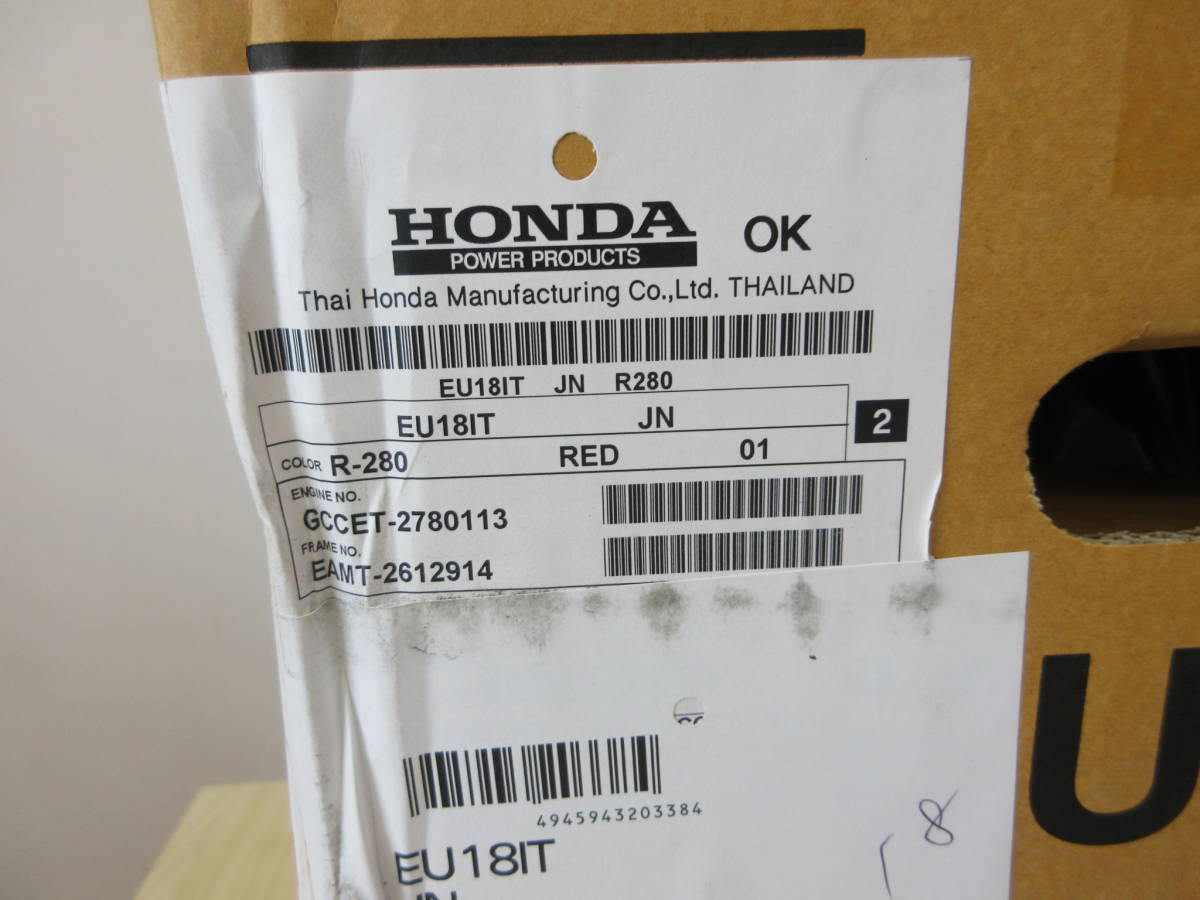 HONDA OK
POWER PRODUCTS
Thai Honda Manufacturing Co.,Ltd. THAILAND
EU18IT JN R280
EU18IT JN
2
COLOR R-280 RED 01
ENGINE NO.
GCCET-2780113
FRAME NO.
EAMT-2612914
4945943203384
EU18IT
JN
8
U